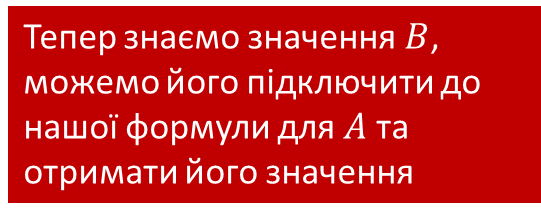 Тепер знаємо значення B,
можемо його підключити до
нашої формули для A та
отримати його значення